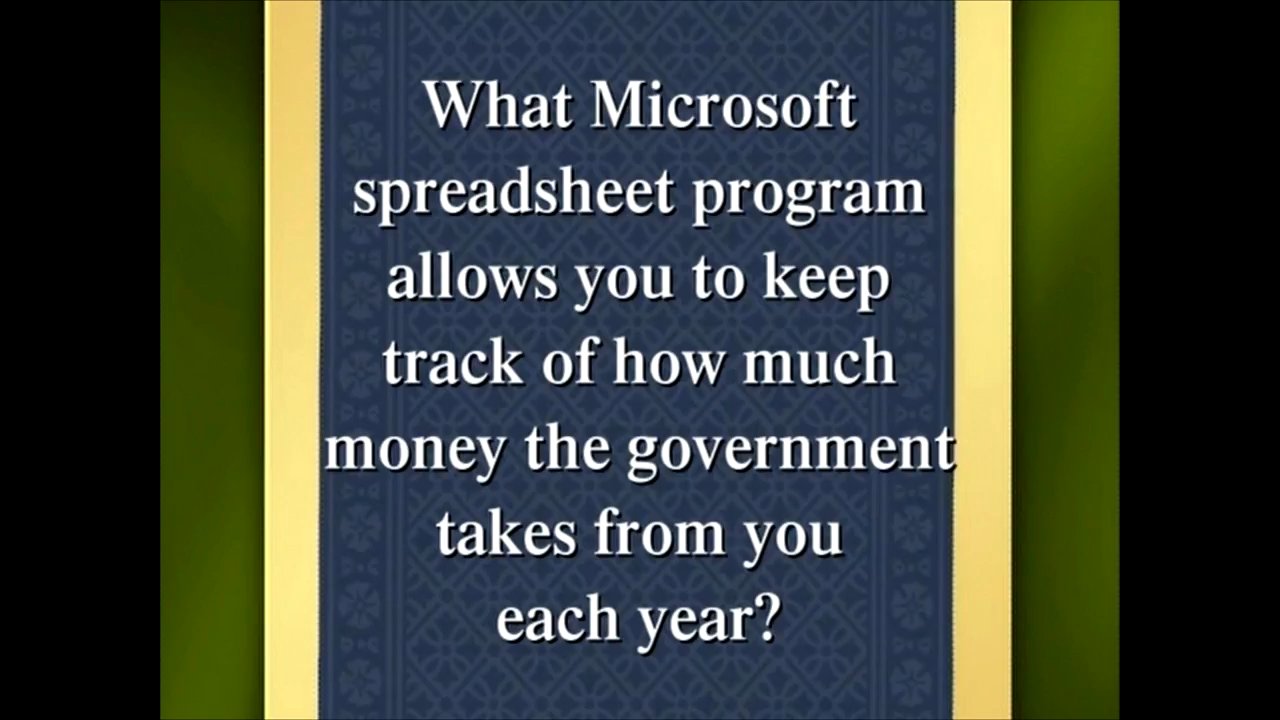 What Microsoft
spreadsheet program
allows you to keep
track of how much
money the government
takes from you
each year?